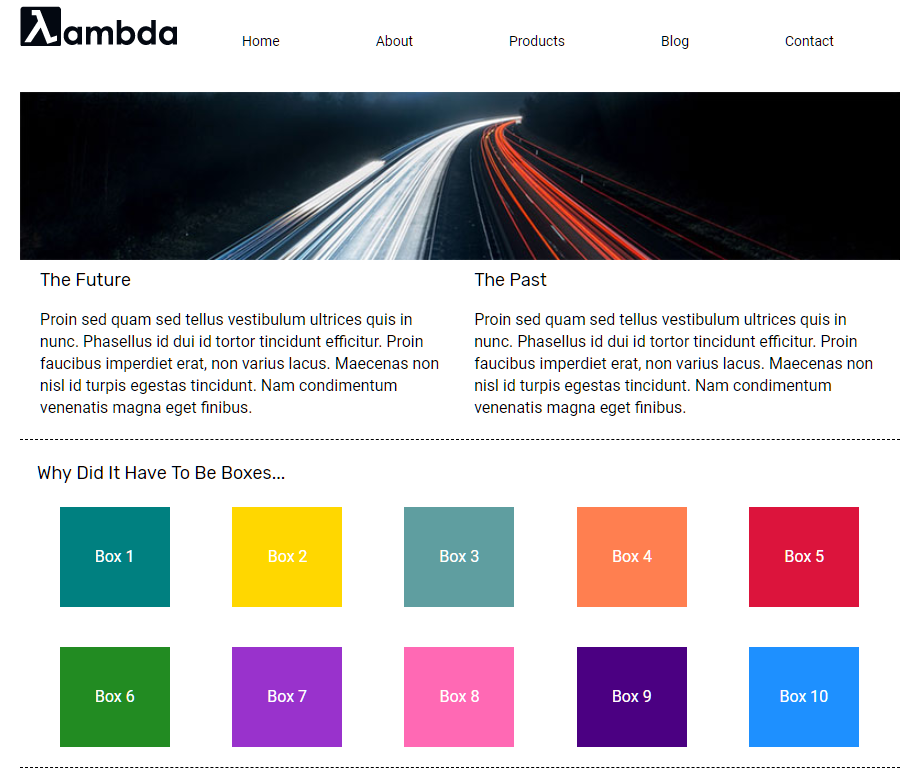 λambda
Home About Products Blog Contact
The Future
Proin sed quam sed tellus vestibulum ultrices quis in
nunc. Phasellus id dui id tortor tincidunt efficitur. Proin
faucibus imperdiet erat, non varius lacus. Maecenas non
nisl id turpis egestas tincidunt. Nam condimentum
venenatis magna eget finibus.
The Past
Proin sed quam sed tellus vestibulum ultrices quis in
nunc. Phasellus id dui id tortor tincidunt efficitur. Proin
faucibus imperdiet erat, non varius lacus. Maecenas non
nisl id turpis egestas tincidunt. Nam condimentum
venenatis magna eget finibus.
Why Did It Have To Be Boxes...
Box 1 Box 2 Box 3 Box 4 Box 5
Box 6 Box 7 Box 8 Box 9 Box 10